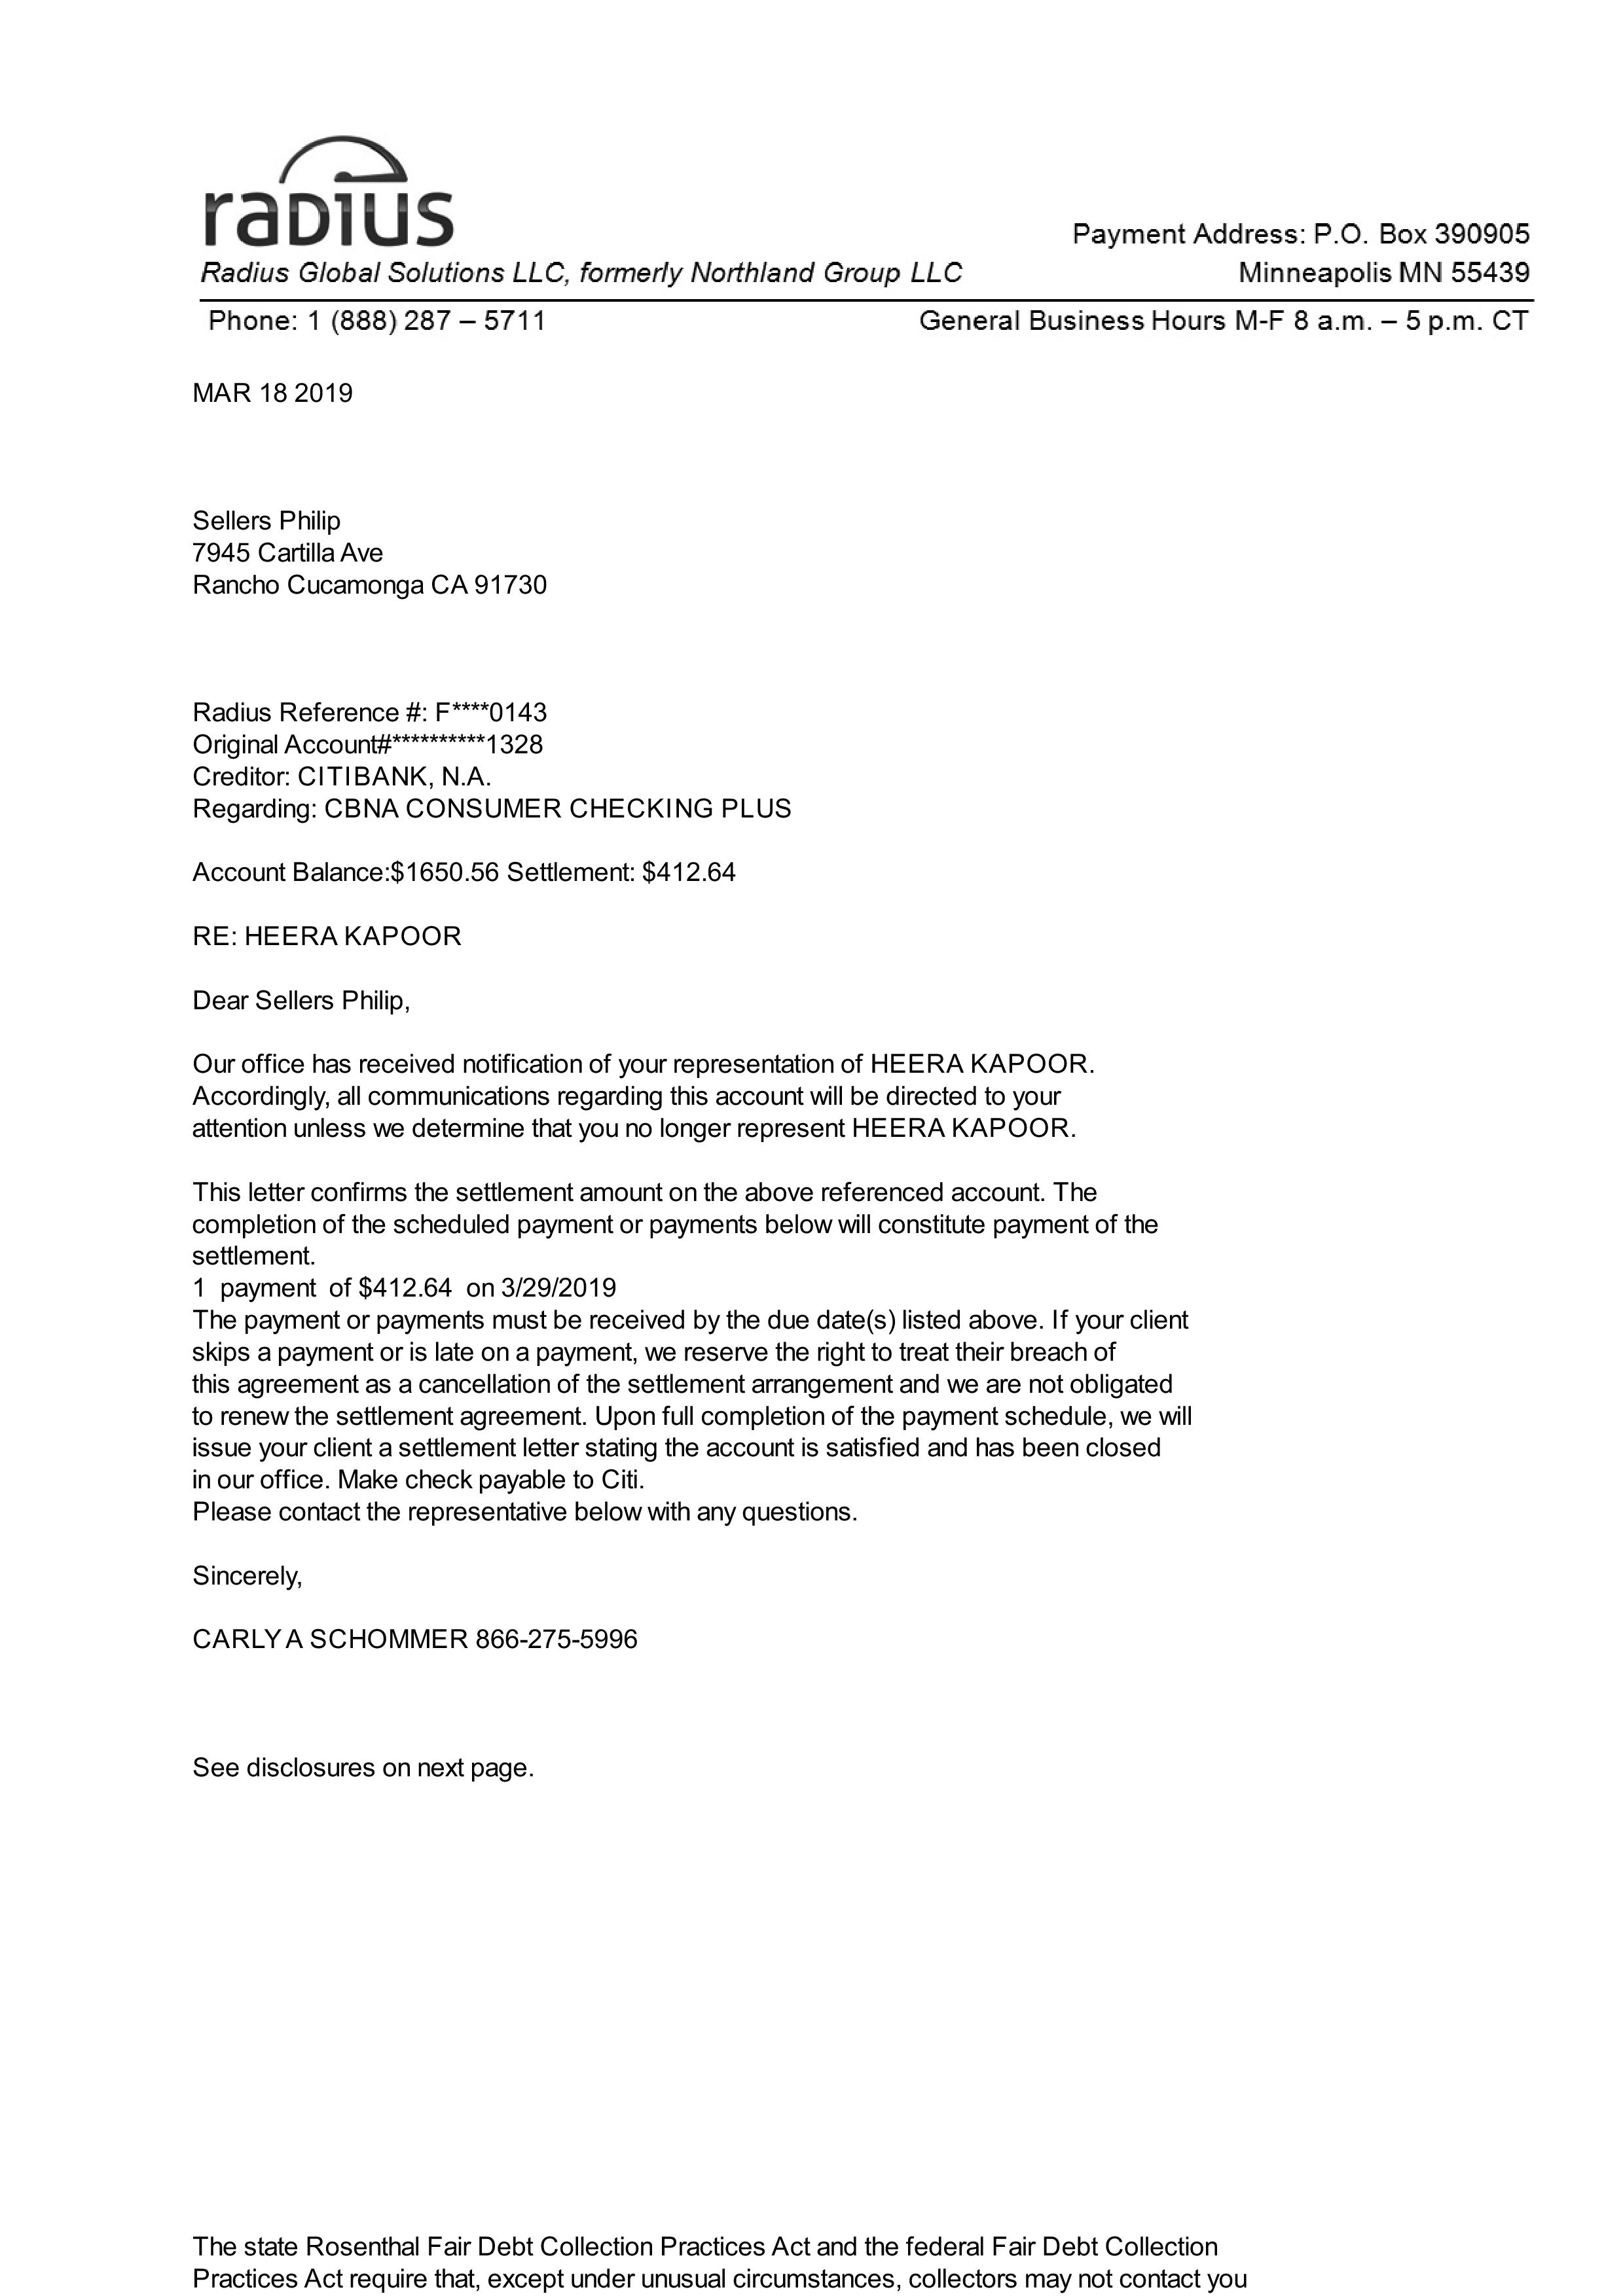 radius
Payment Address: P.O. Box 390905
Radius Global Solutions LLC, formerly Northland Group LLC
Minneapolis MN 55439
Phone: 1 (888) 287 – 5711
General Business Hours M-F 8 a.m. – 5 p.m. CT
MAR 18 2019
Sellers Philip
7945 Cartilla Ave
Rancho Cucamonga CA 91730
Radius Reference #: F****0143
Original Account#**********1328
Creditor: CITIBANK, N.A.
Regarding: CBNA CONSUMER CHECKING PLUS
Account Balance:$1650.56 Settlement: $412.64
RE: HEERA KAPOOR
Dear Sellers Philip,
Our office has received notification of your representation of HEERA KAPOOR.
Accordingly, all communications regarding this account will be directed to your
attention unless we determine that you no longer represent HEERA KAPOOR.
This letter confirms the settlement amount on the above referenced account. The
completion of the scheduled payment or payments below will constitute payment of the
settlement.
1 payment of $412.64 on 3/29/2019
The payment or payments must be received by the due date(s) listed above. If your client
skips a payment or is late on a payment, we reserve the right to treat their breach of
this agreement as a cancellation of the settlement arrangement and we are not obligated
to renew the settlement agreement. Upon full completion of the payment schedule, we will
issue your client a settlement letter stating the account is satisfied and has been closed
in our office. Make check payable to Citi.
Please contact the representative below with any questions.
Sincerely,
CARLY A SCHOMMER 866-275-5996
See disclosures on next page.
The state Rosenthal Fair Debt Collection Practices Act and the federal Fair Debt Collection
Practices Act require that, except under unusual circumstances, collectors may not contact you